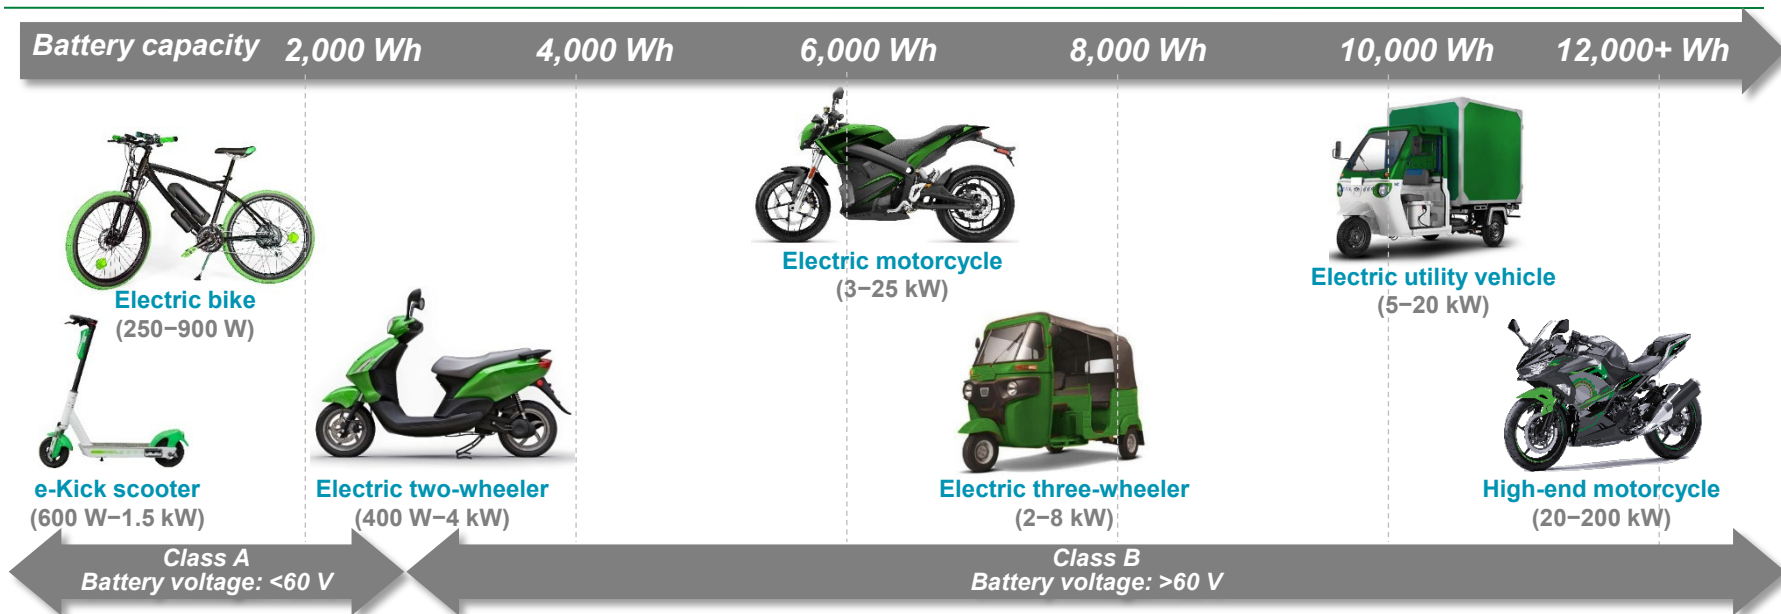 Battery capacity
2,000 Wh
4,000 Wh
6,000 Wh
8,000 Wh
10,000 Wh
12,000+ Wh
Electric bike
(250−900 W)
e-Kick scooter
(600 W−1.5 kW)
Electric two-wheeler
(400 W−4 kW)
Electric motorcycle
(3−25 kW)
Electric three-wheeler
(2−8 kW)
Electric utility vehicle
(5−20 kW)
High-end motorcycle
(20−200 kW)
Class A
Battery voltage: <60 V
Class B
Battery voltage: >60 V